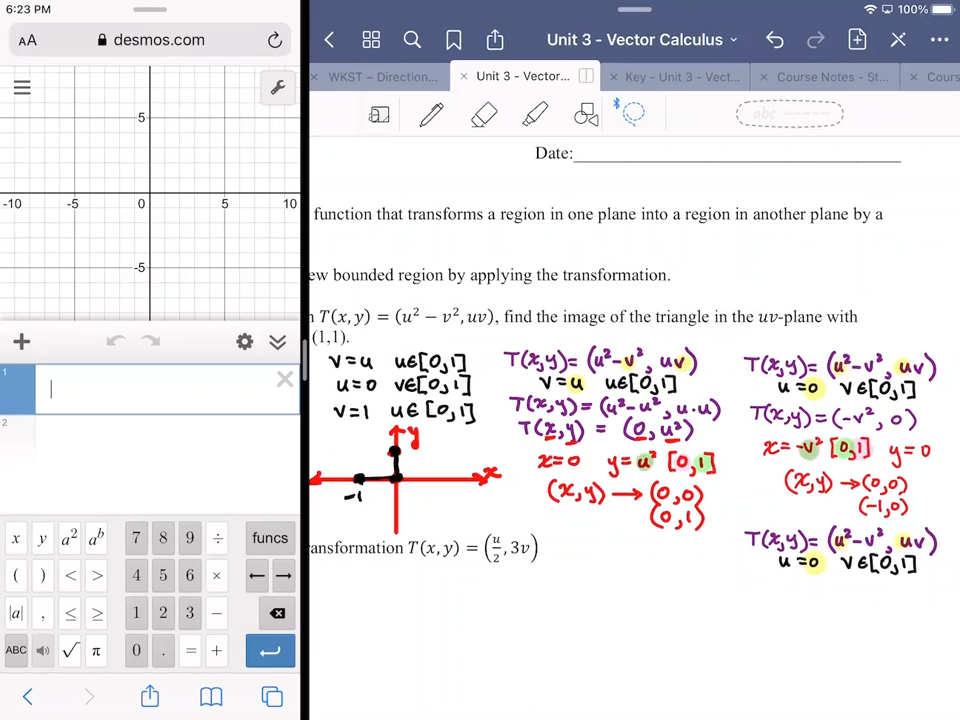 6:23 PM
100%
AA
desmos.com
5
-10
-5
0
5
10
-5
1
2
x
y
a²
aᵇ
7
8
9
÷
funcs
(
)
<
>
4
5
6
×
←
→
|a|
,
≤
≥
1
2
3
−
ABC
√
π
0
.
=
+
Unit 3 - Vector Calculus
WKST – Direction...
Unit 3 - Vector...
Key - Unit 3 - Vect...
Course Notes - St...
Cours
abc
Date:
function that transforms a region in one plane into a region in another plane by a
ew bounded region by applying the transformation.
n T(x, y) = (u² − v², uv), find the image of the triangle in the uv-plane with
(1,1).
v=u u∈[0,1]
u=0 v∈[0,1]
v=1 u∈[0,1]
y
x
-1
T(x,y)=(u²-v², uv)
v=u u∈[0,1]
T(x,y)=(u²-u², u·u)
T(x,y) = (0, u²)
x=0 y=u² [0,1]
(x,y) → (0,0)
(0,1)
T(x,y)=(u²-v², uv)
u=0 v∈[0,1]
T(x,y)=(-v², 0)
x=-v² [0,1] y=0
(x,y)→(0,0)
(-1,0)
T(x,y)=(u²-v², uv)
u=0 v∈[0,1]
ransformation T(x, y) = (u/2, 3v)